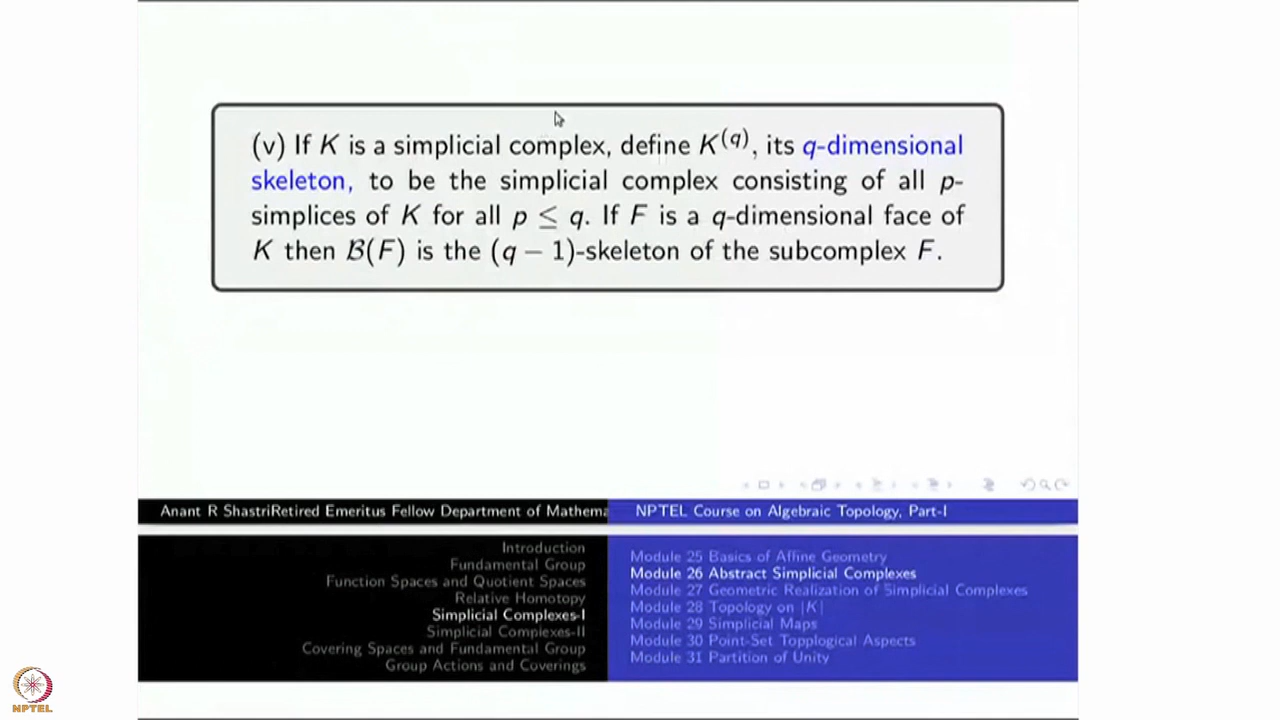 (v) If K is a simplicial complex, define K^(q), its q-dimensional
skeleton, to be the simplicial complex consisting of all p-
simplices of K for all p ≤ q. If F is a q-dimensional face of
K then ℬ(F) is the (q − 1)-skeleton of the subcomplex F.
Anant R ShastriRetired Emeritus Fellow Department of Mathema
NPTEL Course on Algebraic Topology, Part-I
Introduction
Fundamental Group
Function Spaces and Quotient Spaces
Relative Homotopy
Simplicial Complexes-I
Simplicial Complexes-II
Covering Spaces and Fundamental Group
Group Actions and Coverings
Module 25 Basics of Affine Geometry
Module 26 Abstract Simplicial Complexes
Module 27 Geometric Realization of Simplicial Complexes
Module 28 Topology on |K|
Module 29 Simplicial Maps
Module 30 Point-Set Topplogical Aspects
Module 31 Partition of Unity
NPTEL